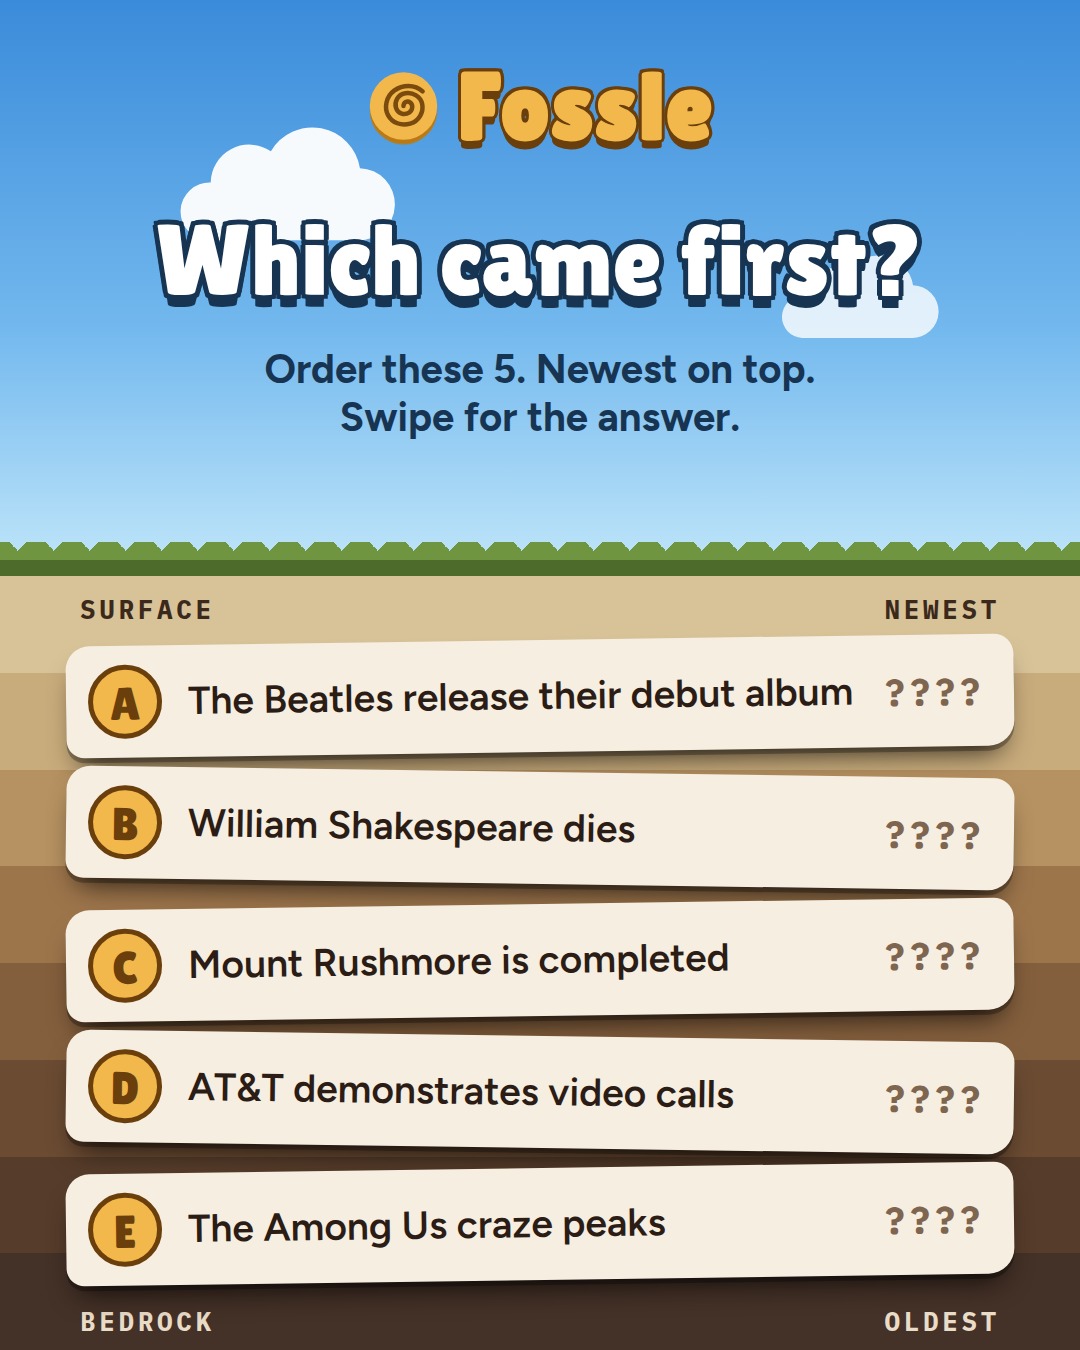 Fossle
Which came first?
Order these 5. Newest on top.
Swipe for the answer.
SURFACE NEWEST
A The Beatles release their debut album ????
B William Shakespeare dies ????
C Mount Rushmore is completed ????
D AT&T demonstrates video calls ????
E The Among Us craze peaks ????
BEDROCK OLDEST